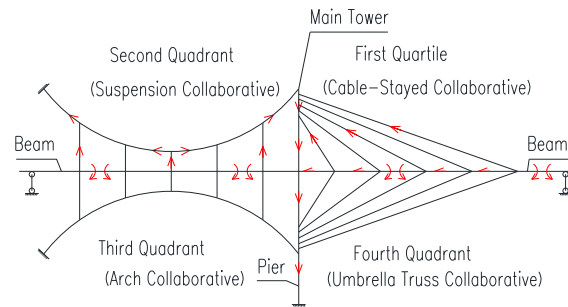 Main Tower
Second Quadrant
(Suspension Collaborative)
First Quartile
(Cable-Stayed Collaborative)
Beam
Beam
Third Quadrant
(Arch Collaborative)
Pier
Fourth Quadrant
(Umbrella Truss Collaborative)